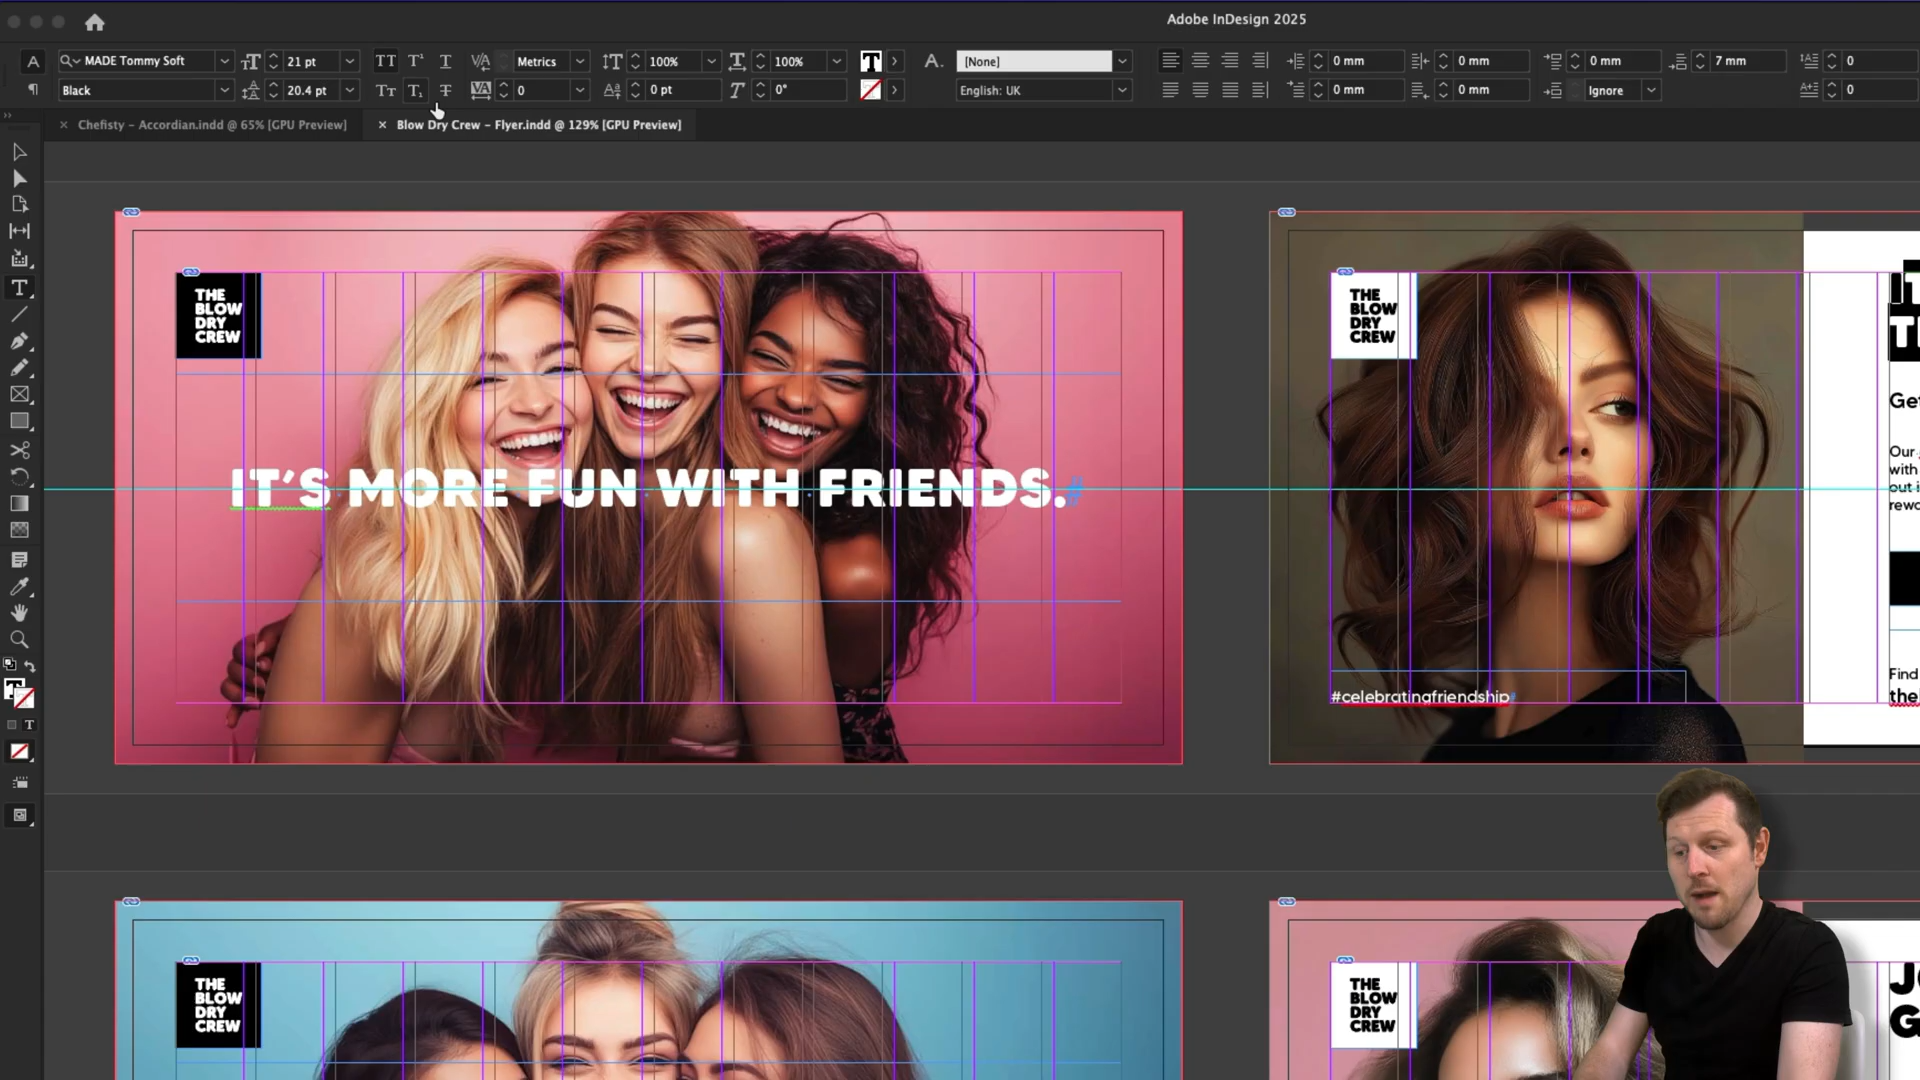 Adobe InDesign 2025
MADE Tommy Soft
21 pt
Metrics
100%
100%
[None]
0 mm
0 mm
0 mm
7 mm
0
Black
20.4 pt
0
0 pt
0°
English: UK
0 mm
0 mm
Ignore
0
Chefisty - Accordian.indd @ 65% [GPU Preview]
Blow Dry Crew - Flyer.indd @ 129% [GPU Preview]
THE
BLOW
DRY
CREW
IT'S MORE FUN WITH FRIENDS.#
THE
BLOW
DRY
CREW
#celebratingfriendship#
Our
with
out
Find
THE
BLOW
DRY
CREW
THE
BLOW
DRY
CREW